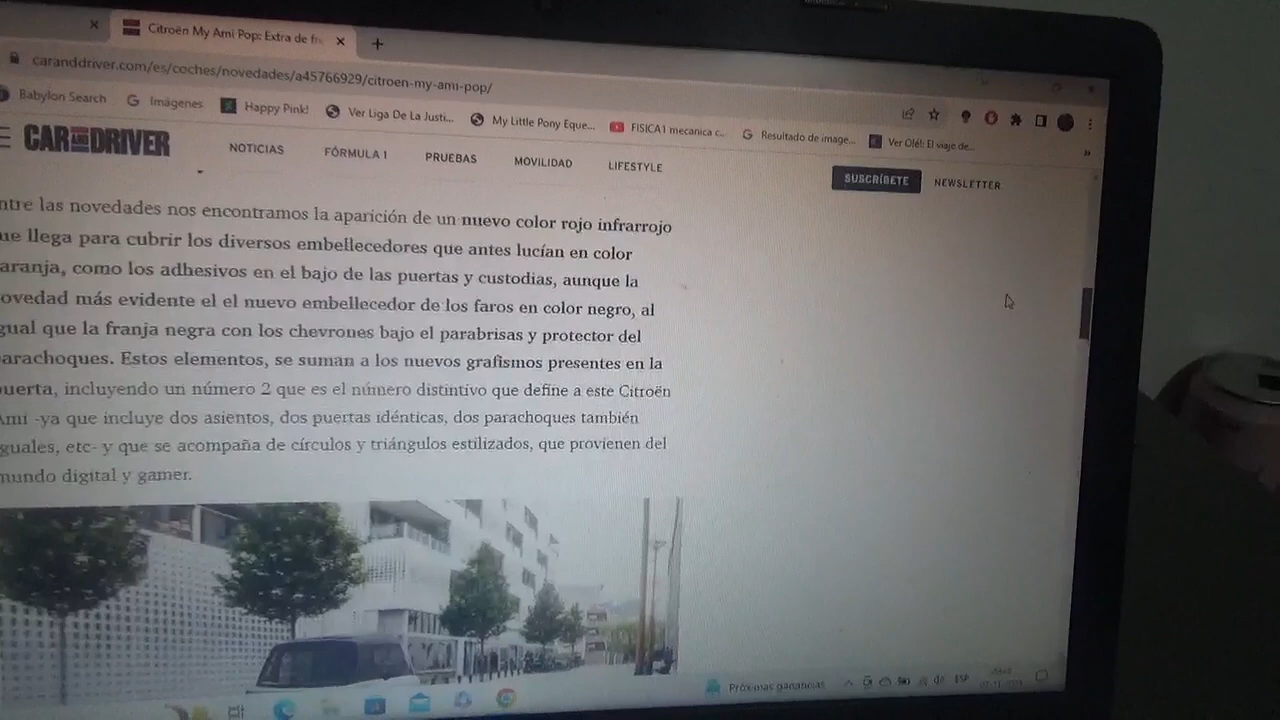 Citroën My Ami Pop: Extra de fr
caranddriver.com/es/coches/novedades/a45766929/citroen-my-ami-pop/
Babylon Search Imágenes Happy Pink! Ver Liga De La Justi... My Little Pony Eque... FISICA1 mecanica c... Resultado de image... Ver Olé!: El viaje de...
CAR AND DRIVER NOTICIAS FÓRMULA 1 PRUEBAS MOVILIDAD LIFESTYLE SUSCRÍBETE NEWSLETTER
ntre las novedades nos encontramos la aparición de un nuevo color rojo infrarrojo
ue llega para cubrir los diversos embellecedores que antes lucían en color
aranja, como los adhesivos en el bajo de las puertas y custodias, aunque la
ovedad más evidente el el nuevo embellecedor de los faros en color negro, al
gual que la franja negra con los chevrones bajo el parabrisas y protector del
arachoques. Estos elementos, se suman a los nuevos grafismos presentes en la
uerta, incluyendo un número 2 que es el número distintivo que define a este Citroën
Ami -ya que incluye dos asientos, dos puertas idénticas, dos parachoques también
guales, etc- y que se acompaña de círculos y triángulos estilizados, que provienen del
mundo digital y gamer.
Próximas ganancias ESP